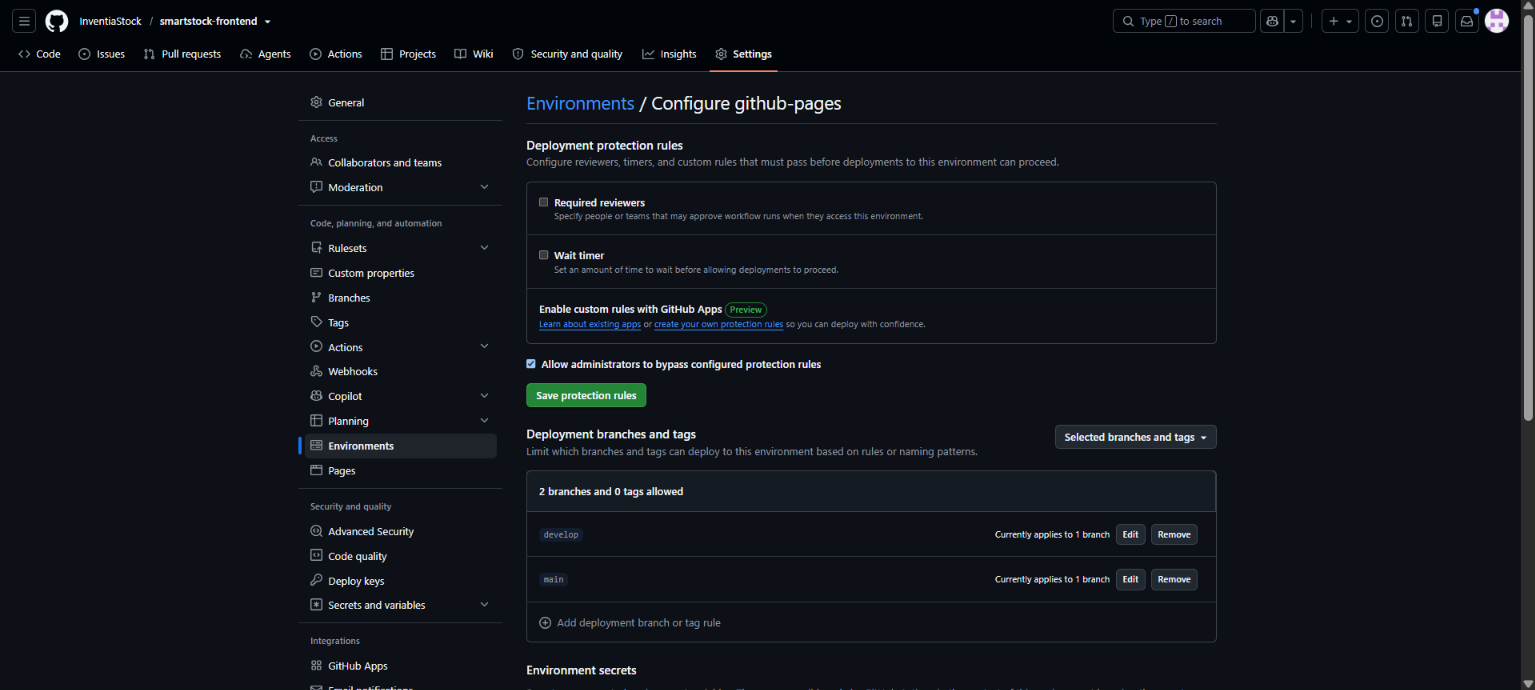 InventiaStock / smartstock-frontend
Type / to search
Code
Issues
Pull requests
Agents
Actions
Projects
Wiki
Security and quality
Insights
Settings
General
Access
Collaborators and teams
Moderation
Code, planning, and automation
Rulesets
Custom properties
Branches
Tags
Actions
Webhooks
Copilot
Planning
Environments
Pages
Security and quality
Advanced Security
Code quality
Deploy keys
Secrets and variables
Integrations
GitHub Apps
Email notifications
Environments / Configure github-pages
Deployment protection rules
Configure reviewers, timers, and custom rules that must pass before deployments to this environment can proceed.
Required reviewers
Specify people or teams that may approve workflow runs when they access this environment.
Wait timer
Set an amount of time to wait before allowing deployments to proceed.
Enable custom rules with GitHub Apps Preview
Learn about existing apps or create your own protection rules so you can deploy with confidence.
Allow administrators to bypass configured protection rules
Save protection rules
Deployment branches and tags
Limit which branches and tags can deploy to this environment based on rules or naming patterns.
Selected branches and tags
2 branches and 0 tags allowed
develop Currently applies to 1 branch Edit Remove
main Currently applies to 1 branch Edit Remove
Add deployment branch or tag rule
Environment secrets